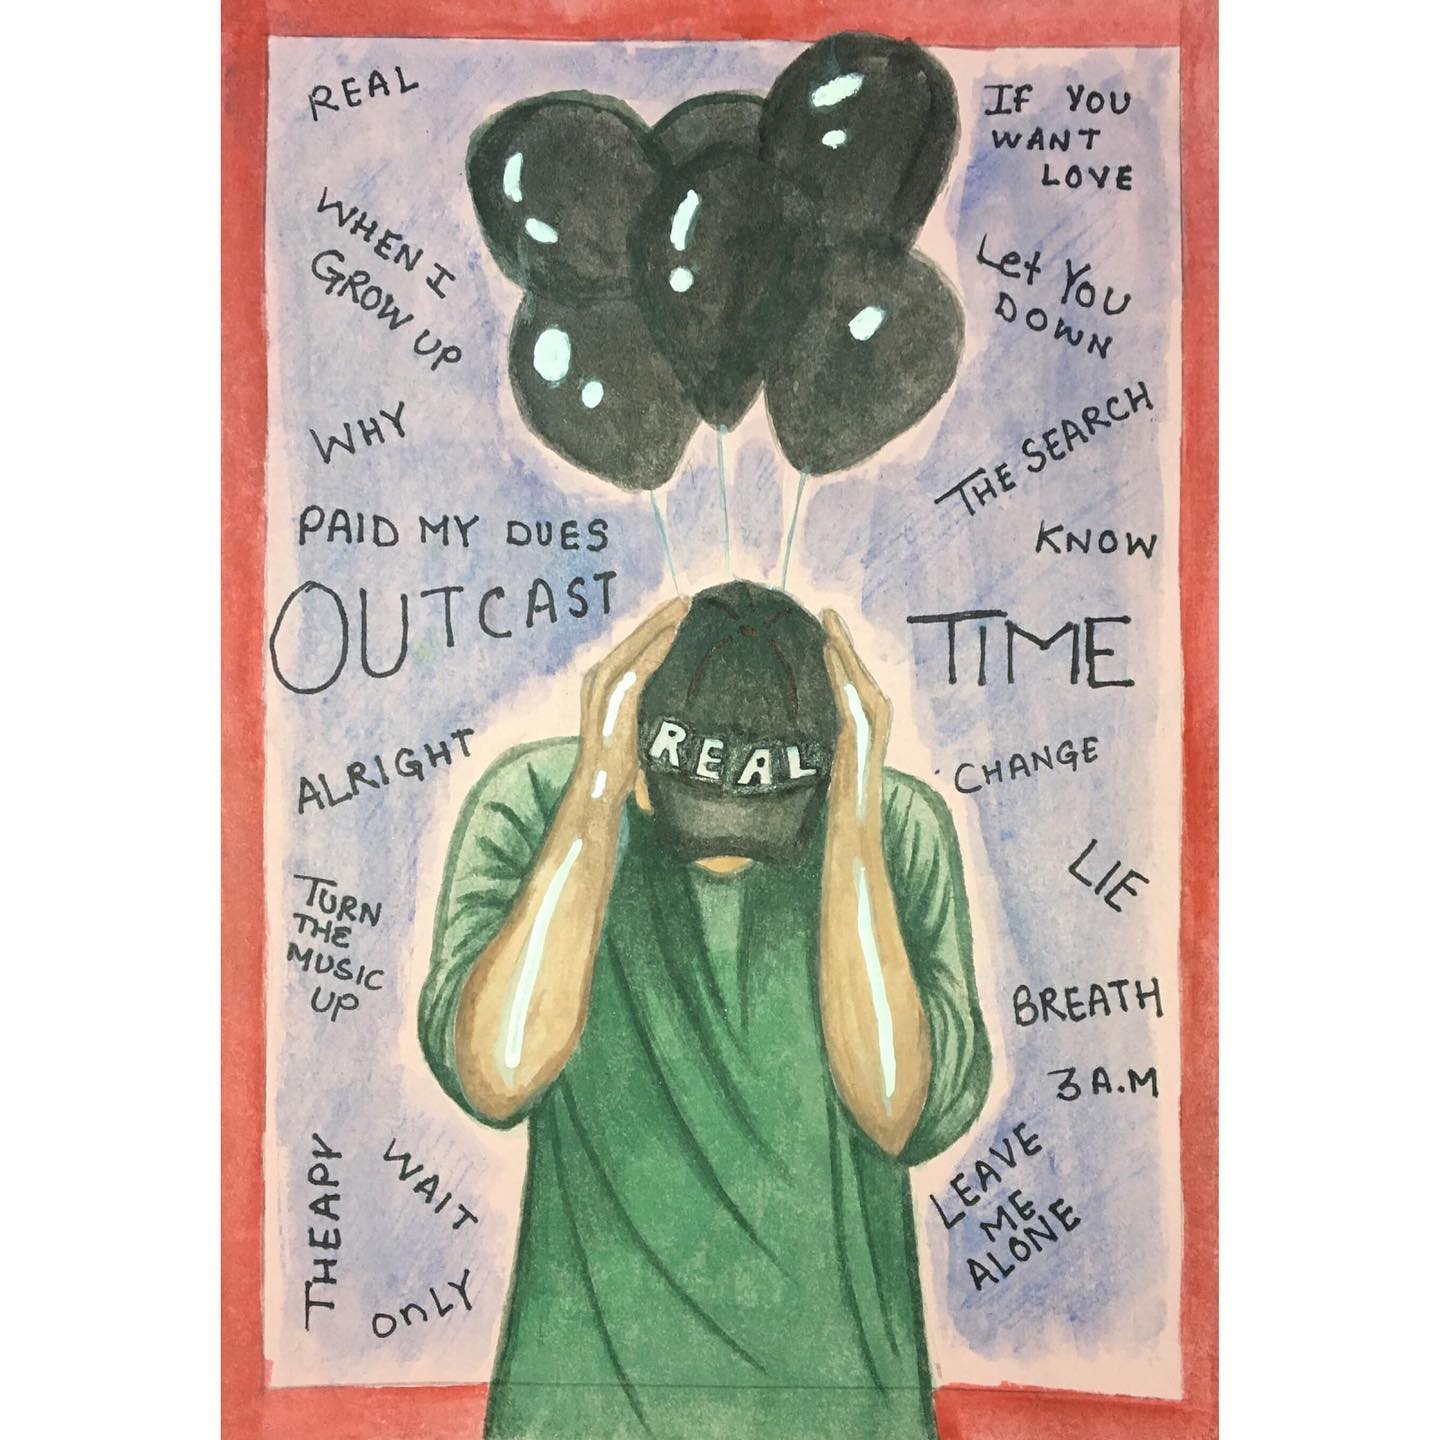 REAL
WHEN I
GROW UP
WHY
PAID MY DUES
OUTCAST
ALRIGHT
TURN
THE
MUSIC
UP
THEAPY
WAIT
OnLY
IF YOU
WANT
LOVE
Let YOU
DOWN
THE SEARCH
KNOW
TIME
CHANGE
LIE
BREATH
3 A.M
LEAVE
ME
ALONE
REAL